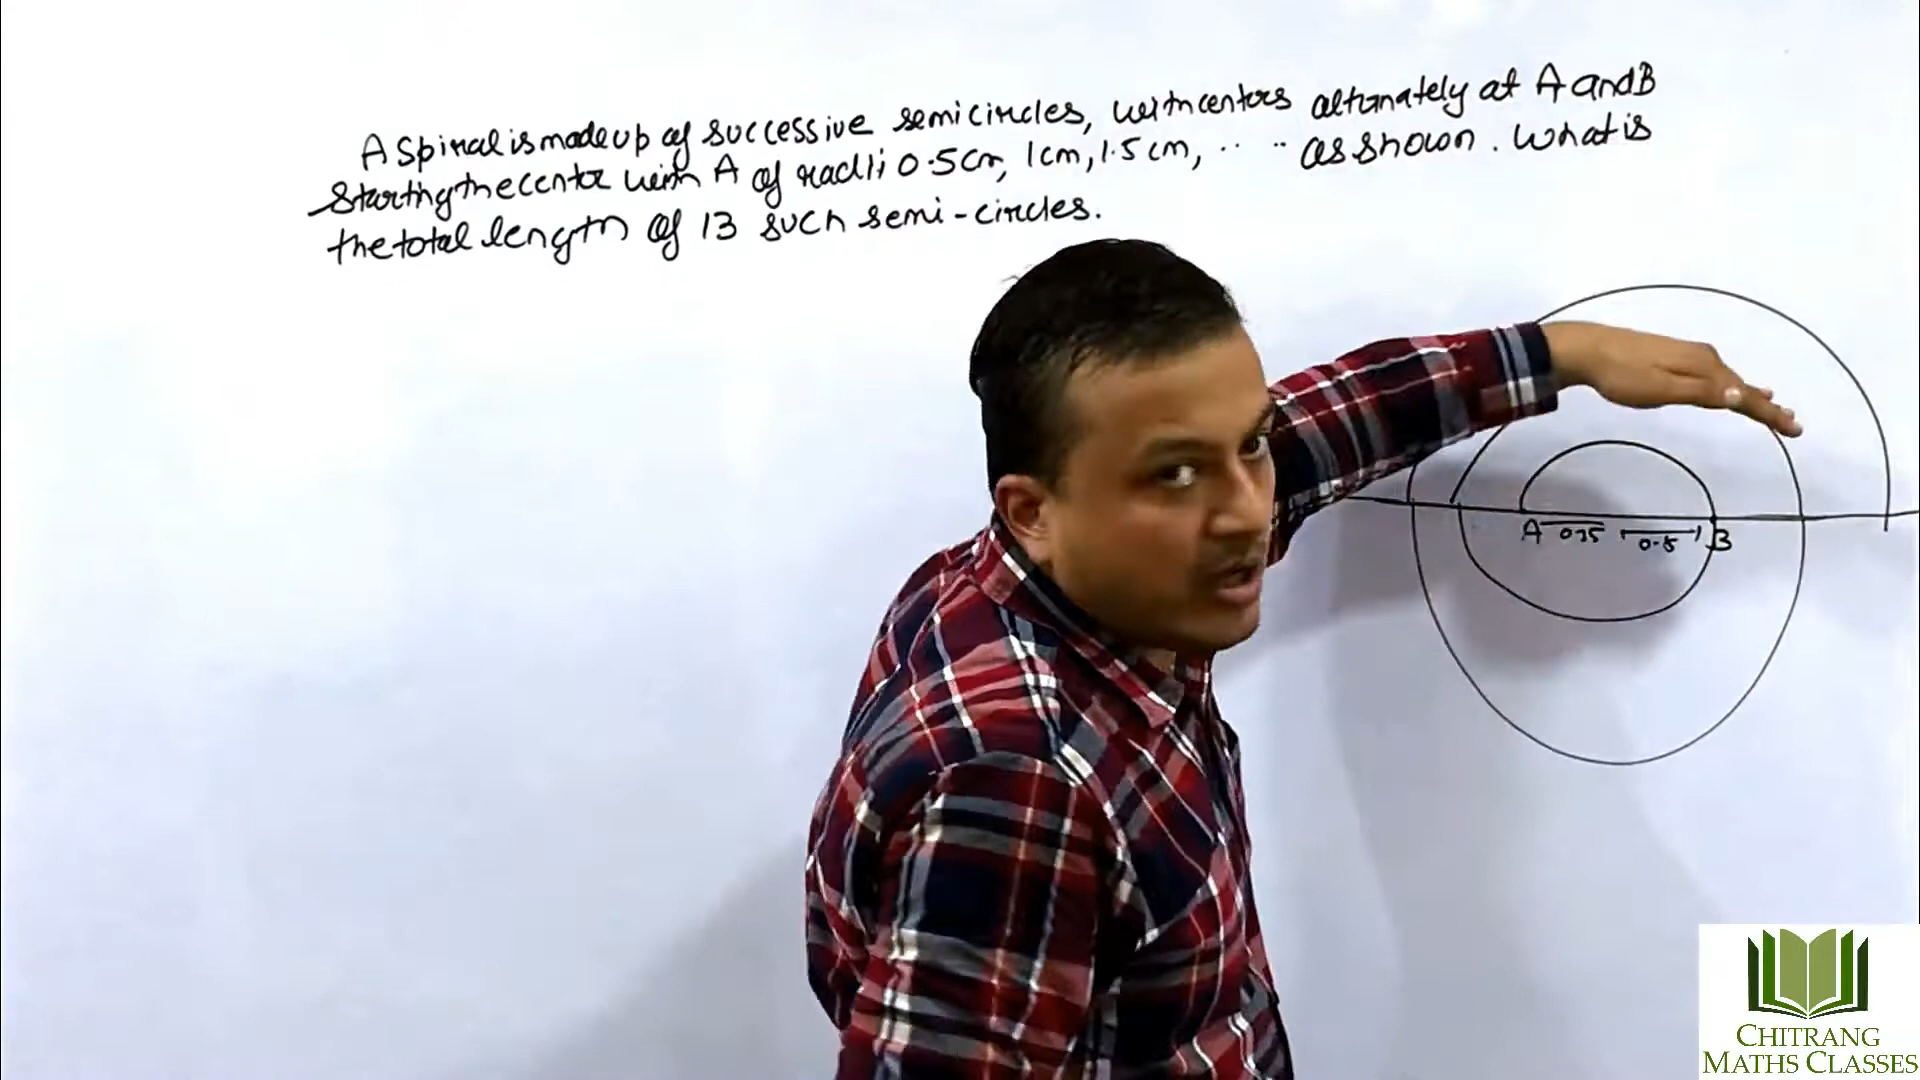 A Spiral is made up of successive semicircles, with centers alternately at A and B
starting the center with A of radii 0.5cm, 1cm, 1.5cm, .. .. as shown. What is
the total length of 13 such semi-circles.
A 0.5 0.5 B
CHITRANG
MATHS CLASSES